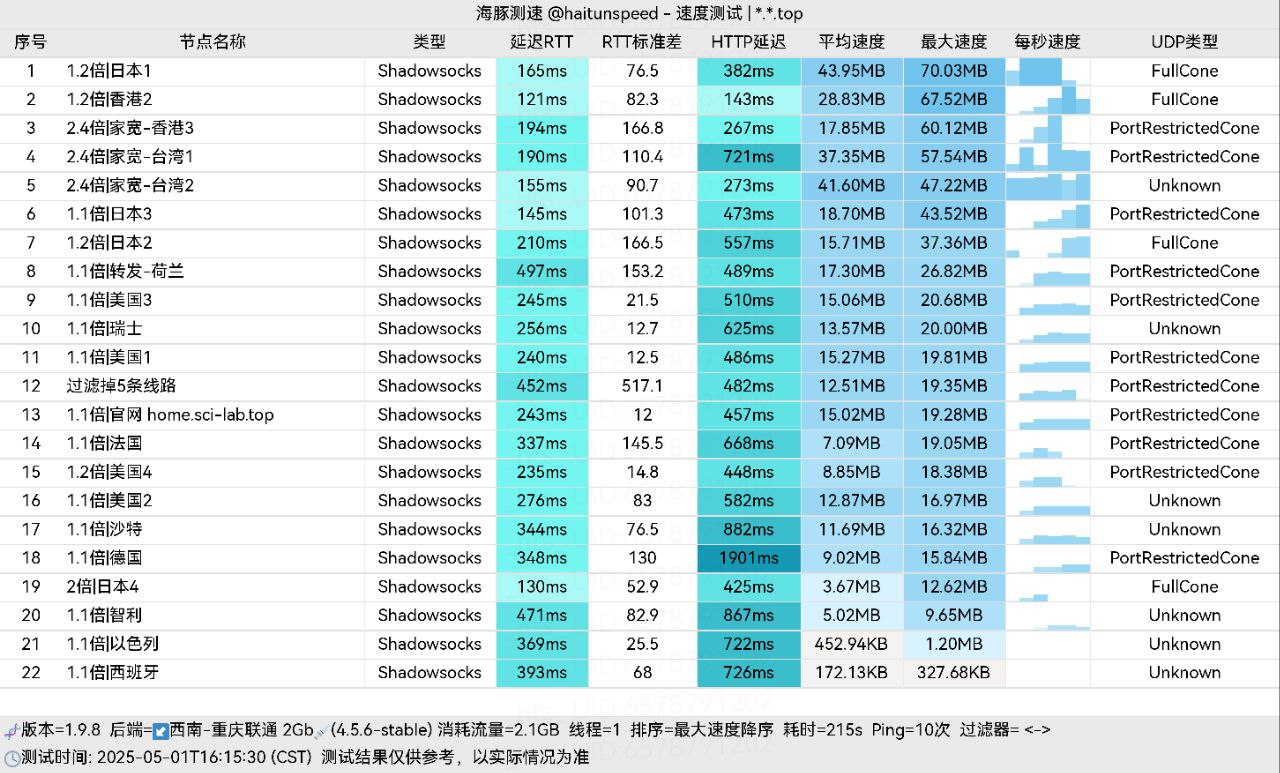 海豚测速 @haitunspeed - 速度测试 | *.*.top
序号 节点名称 类型 延迟RTT RTT标准差 HTTP延迟 平均速度 最大速度 每秒速度 UDP类型
1 1.2倍|日本1 Shadowsocks 165ms 76.5 382ms 43.95MB 70.03MB FullCone
2 1.2倍|香港2 Shadowsocks 121ms 82.3 143ms 28.83MB 67.52MB FullCone
3 2.4倍|家宽-香港3 Shadowsocks 194ms 166.8 267ms 17.85MB 60.12MB PortRestrictedCone
4 2.4倍|家宽-台湾1 Shadowsocks 190ms 110.4 721ms 37.35MB 57.54MB PortRestrictedCone
5 2.4倍|家宽-台湾2 Shadowsocks 155ms 90.7 273ms 41.60MB 47.22MB Unknown
6 1.1倍|日本3 Shadowsocks 145ms 101.3 473ms 18.70MB 43.52MB PortRestrictedCone
7 1.2倍|日本2 Shadowsocks 210ms 166.5 557ms 15.71MB 37.36MB FullCone
8 1.1倍|转发-荷兰 Shadowsocks 497ms 153.2 489ms 17.30MB 26.82MB PortRestrictedCone
9 1.1倍|美国3 Shadowsocks 245ms 21.5 510ms 15.06MB 20.68MB PortRestrictedCone
10 1.1倍|瑞士 Shadowsocks 256ms 12.7 625ms 13.57MB 20.00MB Unknown
11 1.1倍|美国1 Shadowsocks 240ms 12.5 486ms 15.27MB 19.81MB PortRestrictedCone
12 过滤掉5条线路 Shadowsocks 452ms 517.1 482ms 12.51MB 19.35MB PortRestrictedCone
13 1.1倍|官网 home.sci-lab.top Shadowsocks 243ms 12 457ms 15.02MB 19.28MB PortRestrictedCone
14 1.1倍|法国 Shadowsocks 337ms 145.5 668ms 7.09MB 19.05MB PortRestrictedCone
15 1.2倍|美国4 Shadowsocks 235ms 14.8 448ms 8.85MB 18.38MB PortRestrictedCone
16 1.1倍|美国2 Shadowsocks 276ms 83 582ms 12.87MB 16.97MB Unknown
17 1.1倍|沙特 Shadowsocks 344ms 76.5 882ms 11.69MB 16.32MB Unknown
18 1.1倍|德国 Shadowsocks 348ms 130 1901ms 9.02MB 15.84MB PortRestrictedCone
19 2倍|日本4 Shadowsocks 130ms 52.9 425ms 3.67MB 12.62MB FullCone
20 1.1倍|智利 Shadowsocks 471ms 82.9 867ms 5.02MB 9.65MB Unknown
21 1.1倍|以色列 Shadowsocks 369ms 25.5 722ms 452.94KB 1.20MB Unknown
22 1.1倍|西班牙 Shadowsocks 393ms 68 726ms 172.13KB 327.68KB Unknown
版本=1.9.8 后端=↙️西南-重庆联通 2Gb (4.5.6-stable) 消耗流量=2.1GB 线程=1 排序=最大速度降序 耗时=215s Ping=10次 过滤器= <->
测试时间: 2025-05-01T16:15:30 (CST) 测试结果仅供参考，以实际情况为准